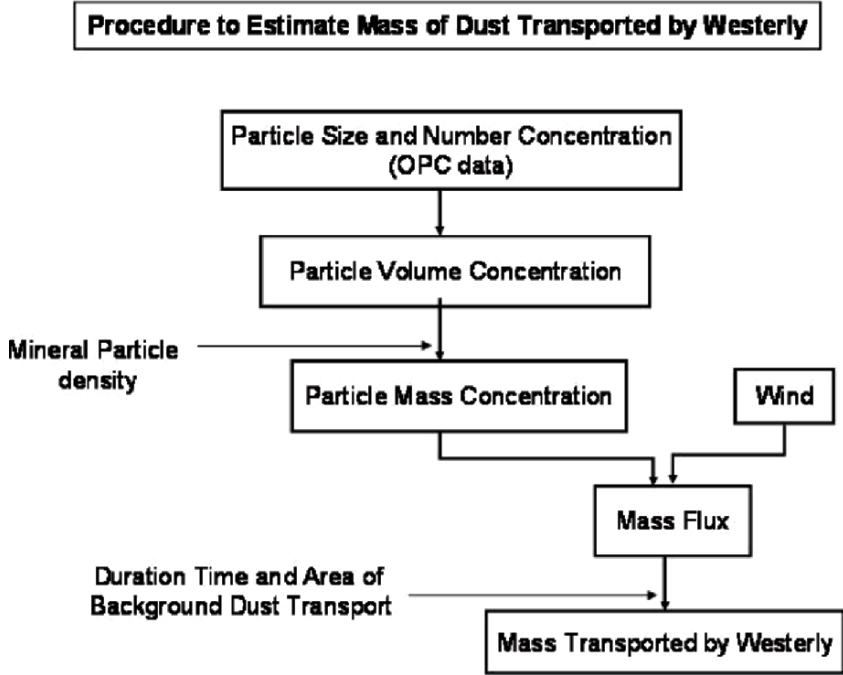 Procedure to Estimate Mass of Dust Transported by Westerly
Particle Size and Number Concentration
(OPC data)
Particle Volume Concentration
Mineral Particle
density
Particle Mass Concentration
Wind
Mass Flux
Duration Time and Area of
Background Dust Transport
Mass Transported by Westerly